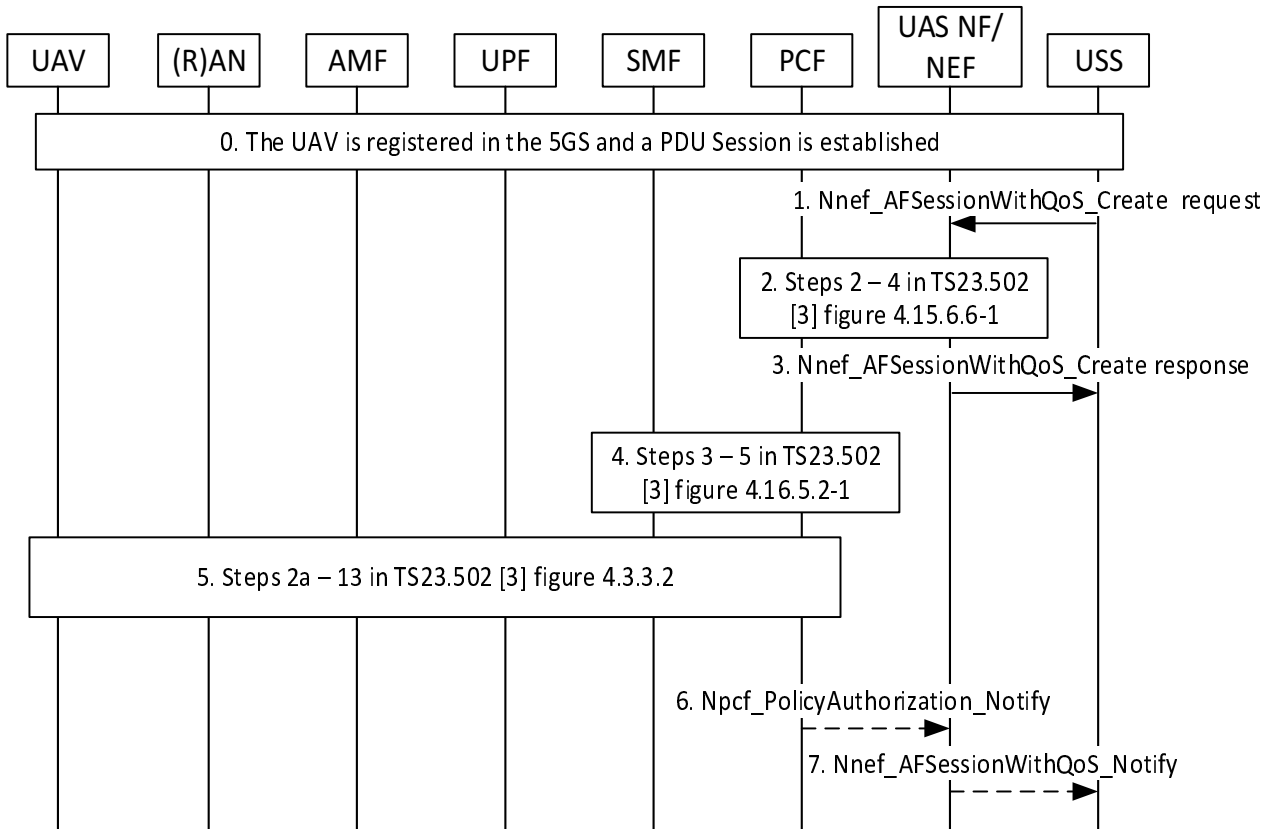 UAV
(R)AN
AMF
UPF
SMF
PCF
UAS NF/
NEF
USS
0. The UAV is registered in the 5GS and a PDU Session is established
1. Nnef_AFSessionWithQoS_Create request
2. Steps 2 – 4 in TS23.502
[3] figure 4.15.6.6-1
3. Nnef_AFSessionWithQoS_Create response
4. Steps 3 – 5 in TS23.502
[3] figure 4.16.5.2-1
5. Steps 2a – 13 in TS23.502 [3] figure 4.3.3.2
6. Npcf_PolicyAuthorization_Notify
7. Nnef_AFSessionWithQoS_Notify